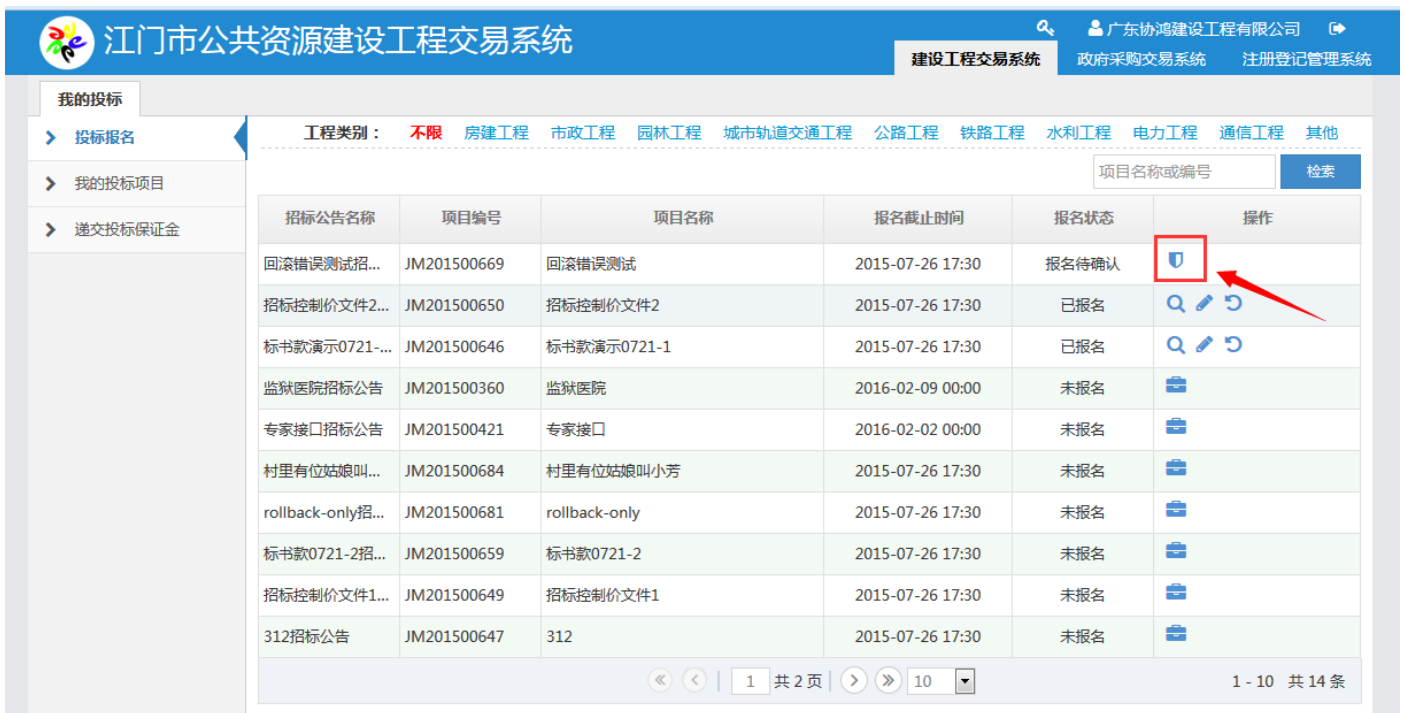 江门市公共资源建设工程交易系统
广东协鸿建设工程有限公司
建设工程交易系统 政府采购交易系统 注册登记管理系统
我的投标
投标报名
我的投标项目
递交投标保证金
工程类别： 不限 房建工程 市政工程 园林工程 城市轨道交通工程 公路工程 铁路工程 水利工程 电力工程 通信工程 其他
项目名称或编号 检索
招标公告名称 项目编号 项目名称 报名截止时间 报名状态 操作
回滚错误测试招... JM201500669 回滚错误测试 2015-07-26 17:30 报名待确认
招标控制价文件2... JM201500650 招标控制价文件2 2015-07-26 17:30 已报名
标书款演示0721-... JM201500646 标书款演示0721-1 2015-07-26 17:30 已报名
监狱医院招标公告 JM201500360 监狱医院 2016-02-09 00:00 未报名
专家接口招标公告 JM201500421 专家接口 2016-02-02 00:00 未报名
村里有位姑娘叫... JM201500684 村里有位姑娘叫小芳 2015-07-26 17:30 未报名
rollback-only招... JM201500681 rollback-only 2015-07-26 17:30 未报名
标书款0721-2招... JM201500659 标书款0721-2 2015-07-26 17:30 未报名
招标控制价文件1... JM201500649 招标控制价文件1 2015-07-26 17:30 未报名
312招标公告 JM201500647 312 2015-07-26 17:30 未报名
1 共 2 页 10 1 - 10 共 14 条